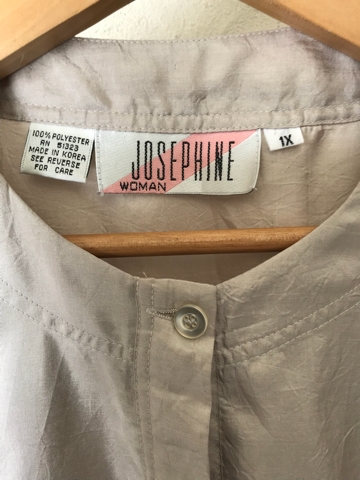 100% POLYESTER
RN 51323
MADE IN KOREA
SEE REVERSE
FOR CARE
JOSEPHINE
WOMAN
1X